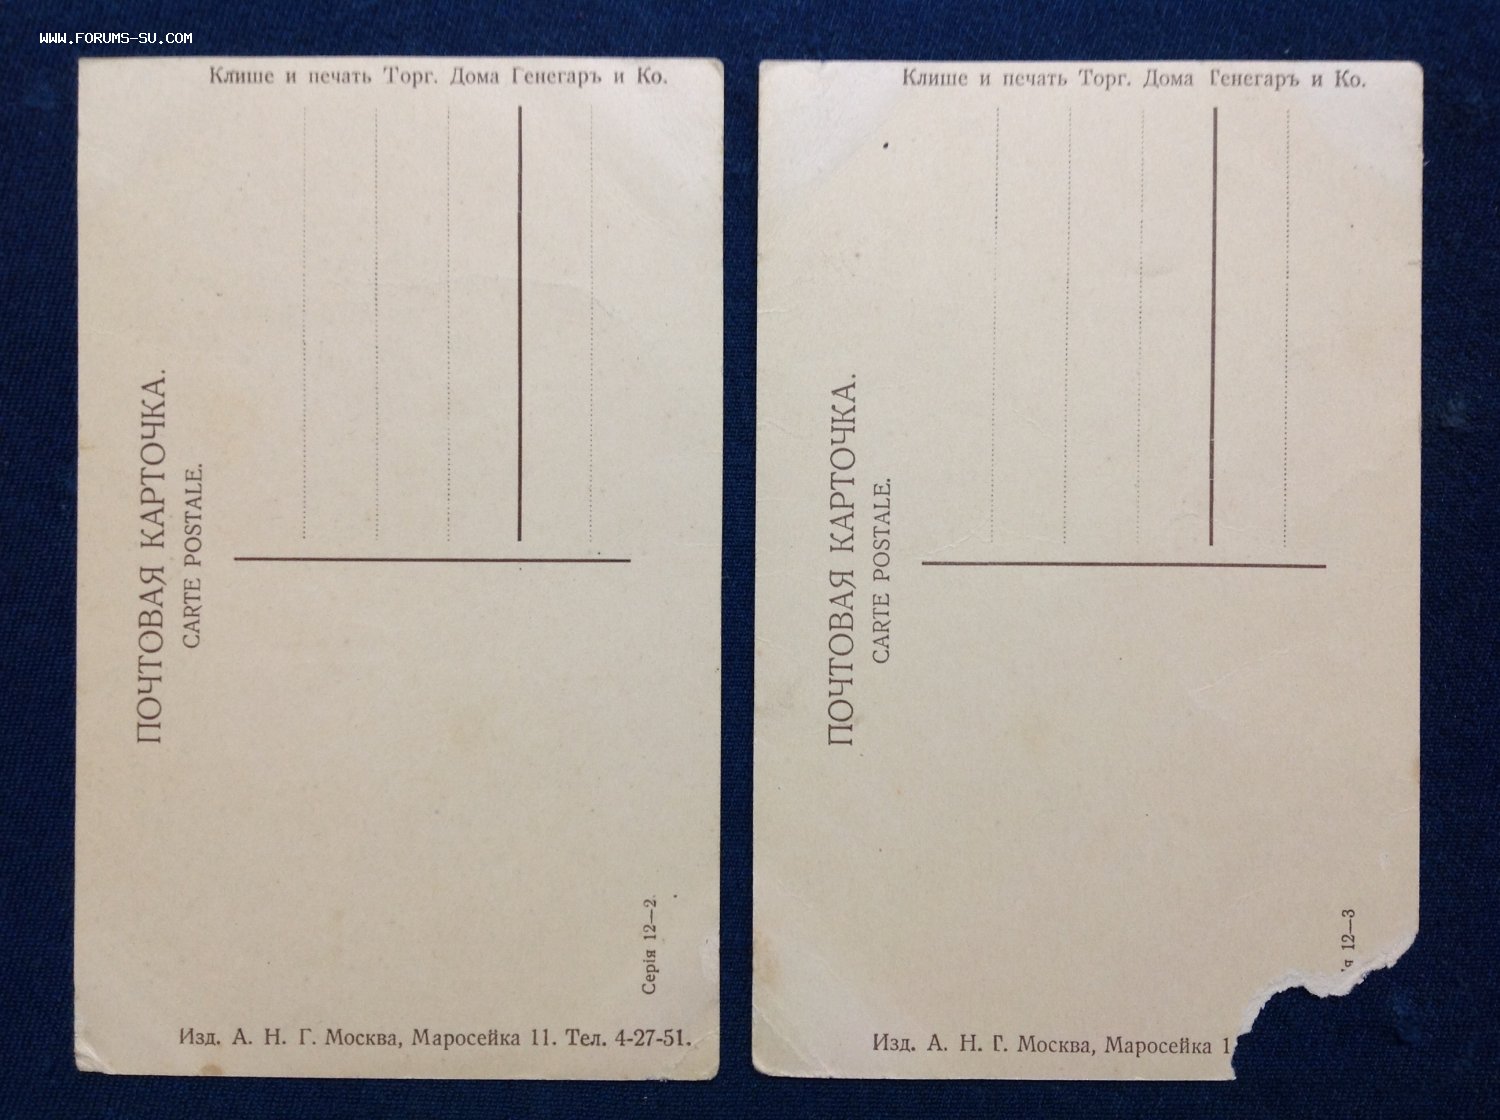 WWW.FORUMS-SU.COM
Клише и печать Торг. Дома Генегаръ и Ко.
ПОЧТОВАЯ КАРТОЧКА.
CARTE POSTALE.
Серія 12—2
Изд. А. Н. Г. Москва, Маросейка 11. Тел. 4-27-51.
Клише и печать Торг. Дома Генегаръ и Ко.
ПОЧТОВАЯ КАРТОЧКА.
CARTE POSTALE.
я 12—3
Изд. А. Н. Г. Москва, Маросейка 1